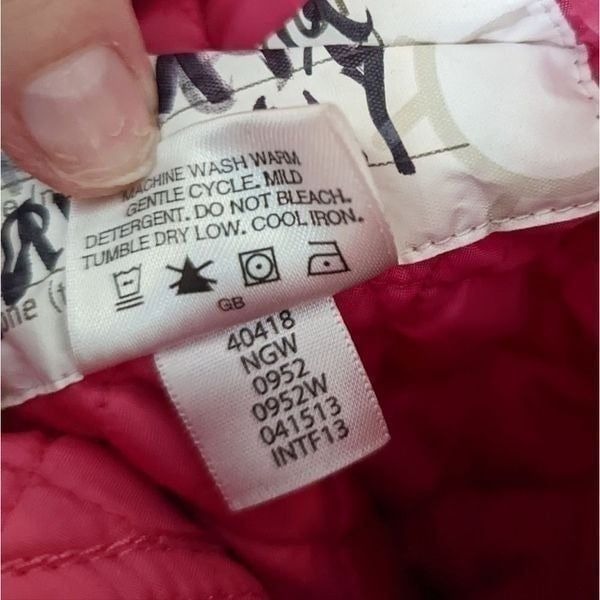 MACHINE WASH WARM
GENTLE CYCLE. MILD
DETERGENT. DO NOT BLEACH.
TUMBLE DRY LOW. COOL IRON.
GB
40418
NGW
0952
0952W
041513
INTF13